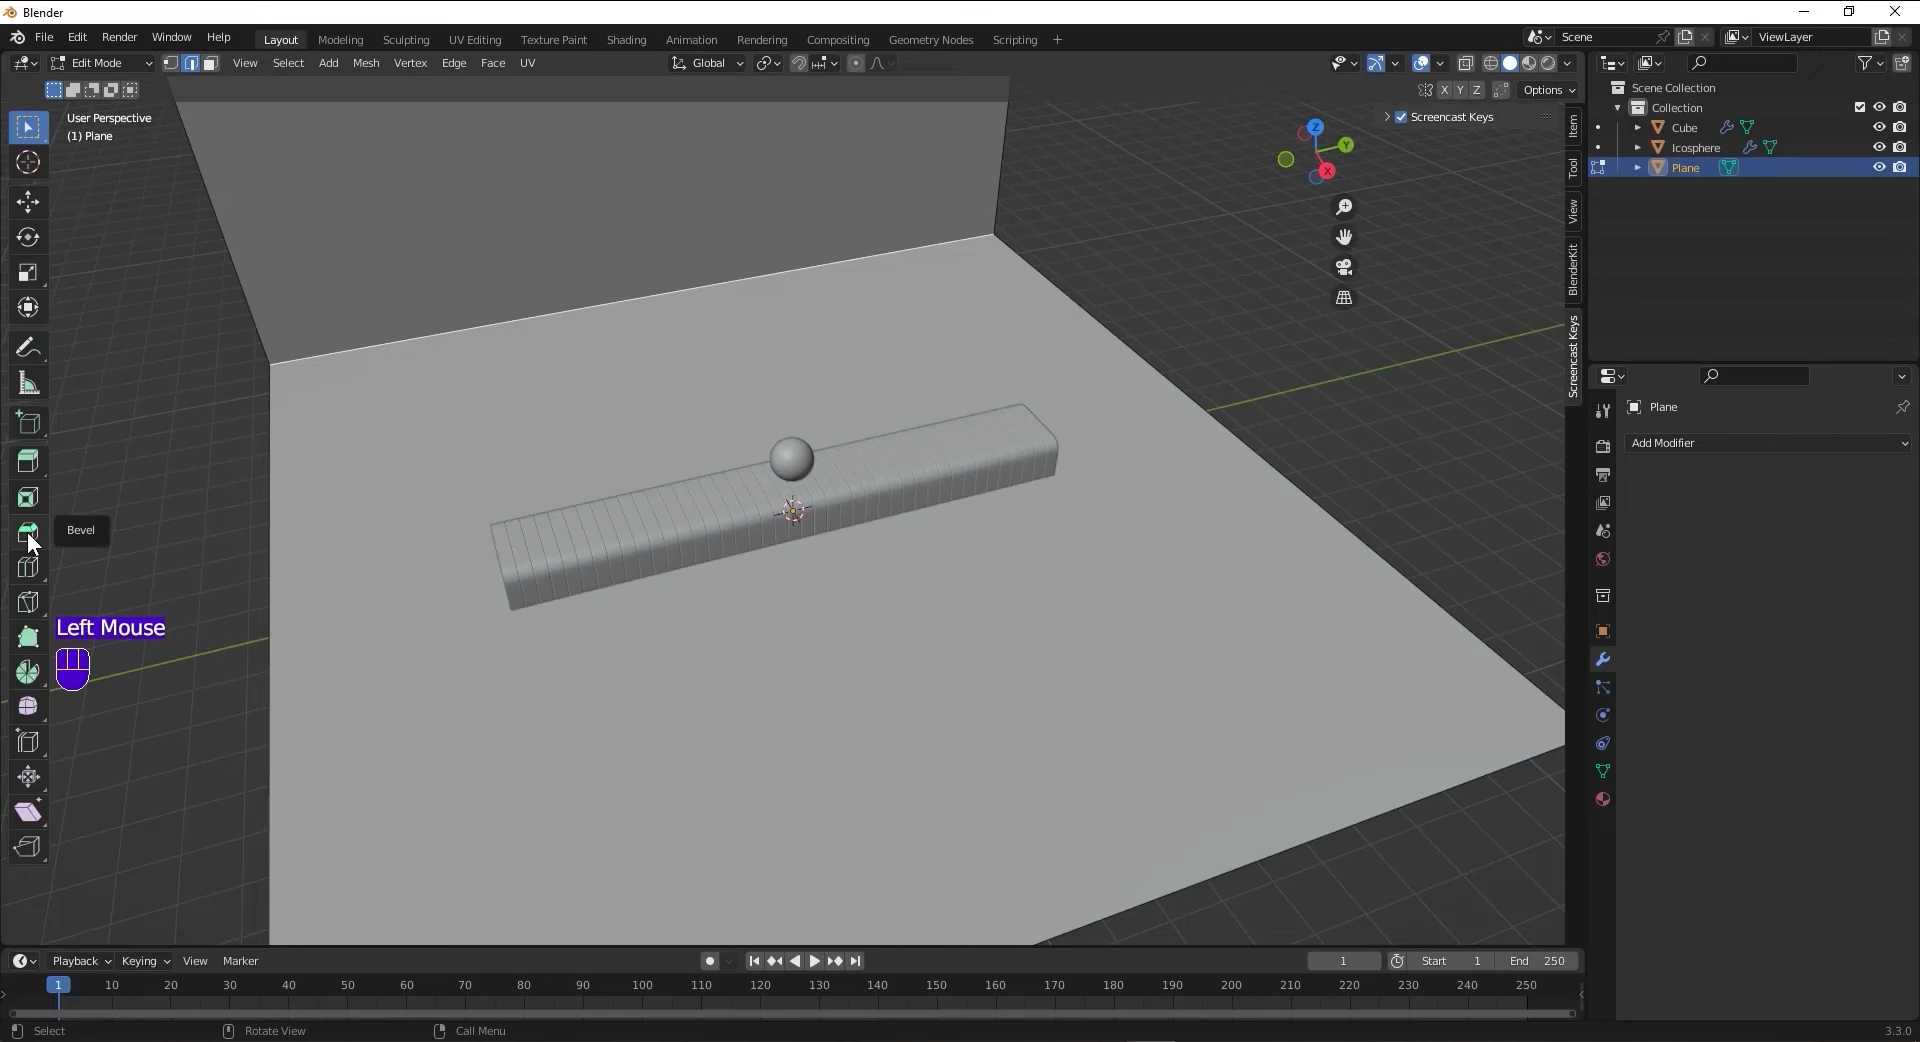 Blender
File Edit Render Window Help Layout Modeling Sculpting UV Editing Texture Paint Shading Animation Rendering Compositing Geometry Nodes Scripting + Scene ViewLayer
Edit Mode View Select Add Mesh Vertex Edge Face UV Global
X Y Z Options
User Perspective
(1) Plane
Screencast Keys
Z
Y
X
Item
Tool
View
BlenderKit
Screencast Keys
Bevel
Left Mouse
Scene Collection
Collection
Cube
Icosphere
Plane
Plane
Add Modifier
Playback Keying View Marker 1 Start 1 End 250
1 10 20 30 40 50 60 70 80 90 100 110 120 130 140 150 160 170 180 190 200 210 220 230 240 250
Select Rotate View Call Menu 3.3.0